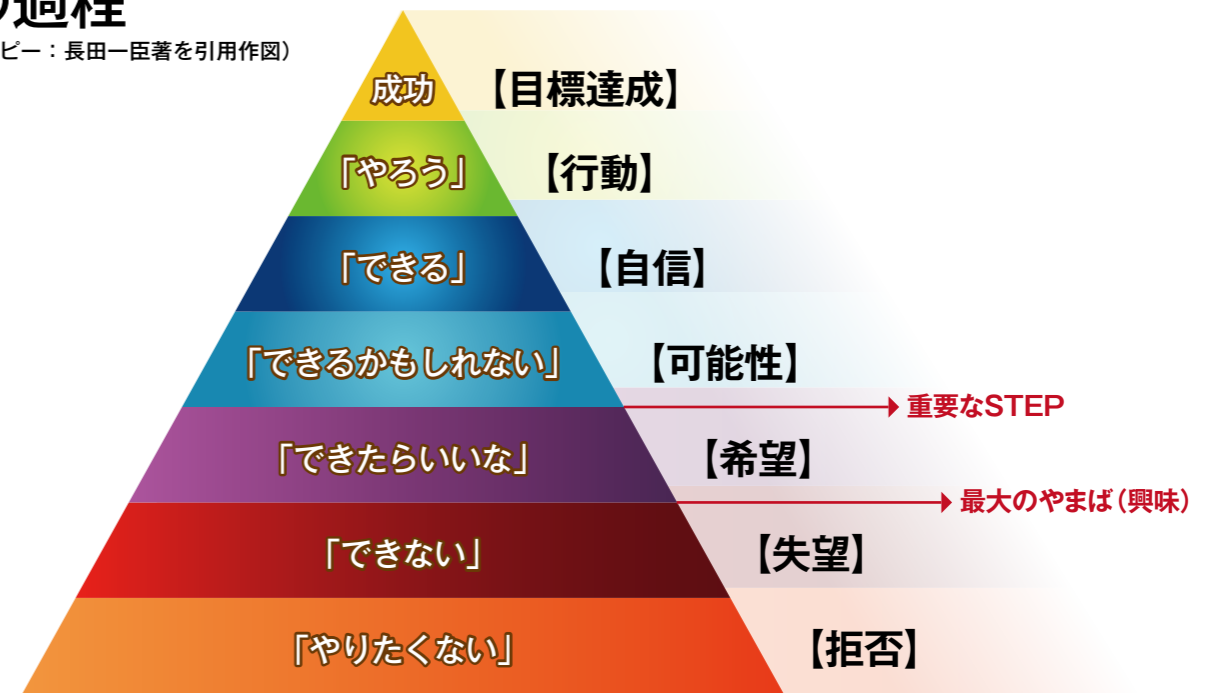 過程
ピー：長田一臣著を引用作図）
成功 【目標達成】
「やろう」 【行動】
「できる」 【自信】
「できるかもしれない」 【可能性】
重要なSTEP
「できたらいいな」 【希望】
最大のやまば（興味）
「できない」 【失望】
「やりたくない」 【拒否】